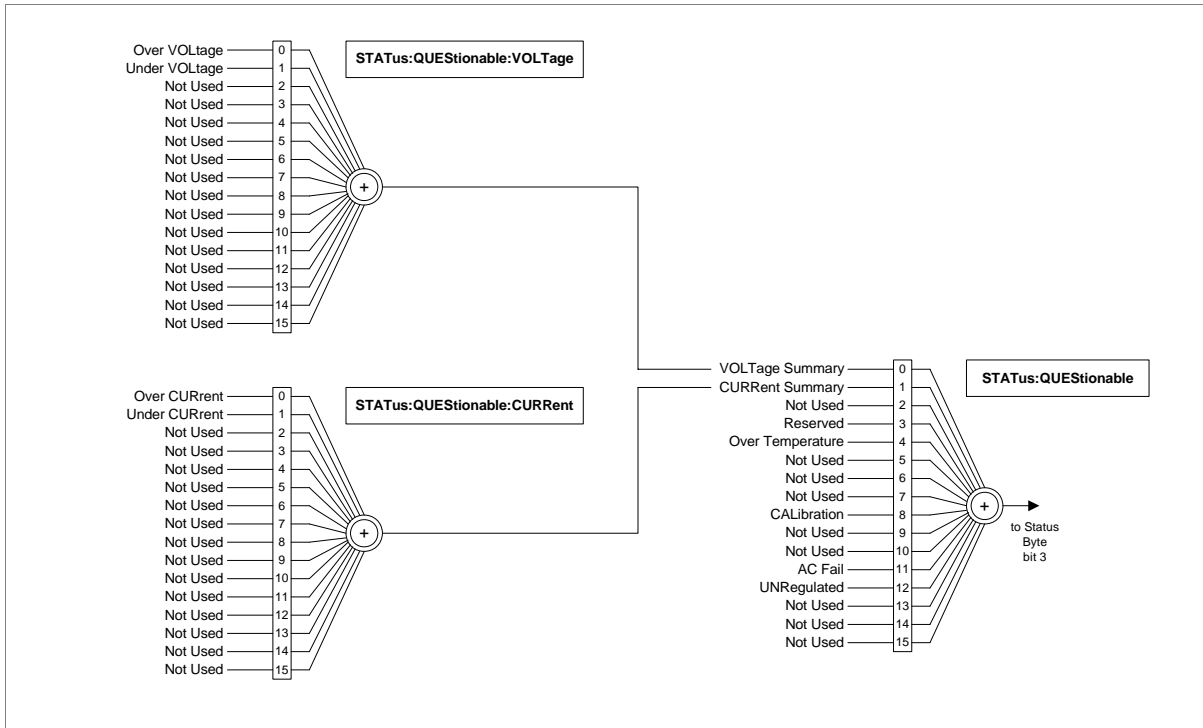 Over VOLtage 0
Under VOLtage 1
Not Used 2
Not Used 3
Not Used 4
Not Used 5
Not Used 6
Not Used 7
Not Used 8
Not Used 9
Not Used 10
Not Used 11
Not Used 12
Not Used 13
Not Used 14
Not Used 15
STATus:QUEStionable:VOLTage
+
Over CURrent 0
Under CURrent 1
Not Used 2
Not Used 3
Not Used 4
Not Used 5
Not Used 6
Not Used 7
Not Used 8
Not Used 9
Not Used 10
Not Used 11
Not Used 12
Not Used 13
Not Used 14
Not Used 15
STATus:QUEStionable:CURRent
+
VOLTage Summary 0
CURRent Summary 1
Not Used 2
Reserved 3
Over Temperature 4
Not Used 5
Not Used 6
Not Used 7
CALibration 8
Not Used 9
Not Used 10
AC Fail 11
UNRegulated 12
Not Used 13
Not Used 14
Not Used 15
STATus:QUEStionable
+
to Status
Byte
bit 3